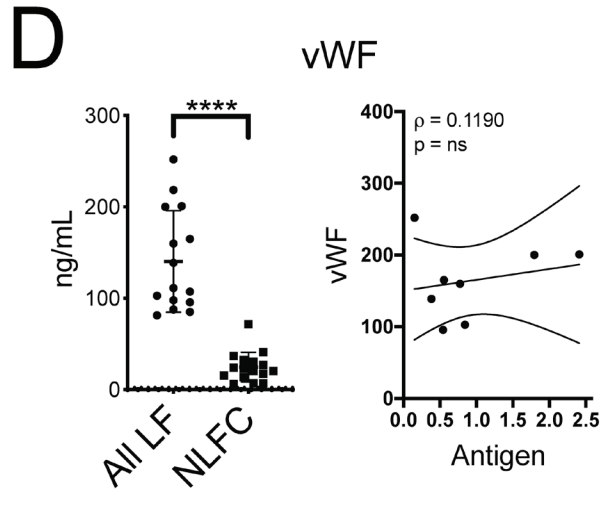 D
vWF
****
300
200
100
0
ng/mL
All LF
NLFC
ρ = 0.1190
p = ns
400
300
200
100
0
vWF
0.0 0.5 1.0 1.5 2.0 2.5
Antigen